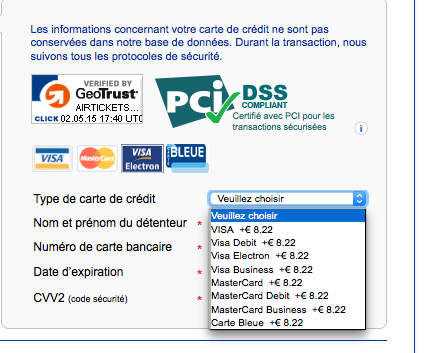 Les informations concernant votre carte de crédit ne sont pas
conservées dans notre base de données. Durant la transaction, nous
suivons tous les protocoles de sécurité.
VERIFIED BY
GeoTrust
AIRTICKETS...
CLICK 02.05.15 17:40 UTC
PCI DSS
COMPLIANT
Certifié avec PCI pour les
transactions sécurisées
i
VISA
MasterCard
VISA
Electron
BLEUE
Type de carte de crédit
Veuillez choisir
Nom et prénom du détenteur *
Numéro de carte bancaire *
Date d'expiration *
CVV2 (code sécurité) *
Veuillez choisir
VISA +€ 8.22
Visa Debit +€ 8.22
Visa Electron +€ 8.22
Visa Business +€ 8.22
MasterCard +€ 8.22
MasterCard Debit +€ 8.22
MasterCard Business +€ 8.22
Carte Bleue +€ 8.22